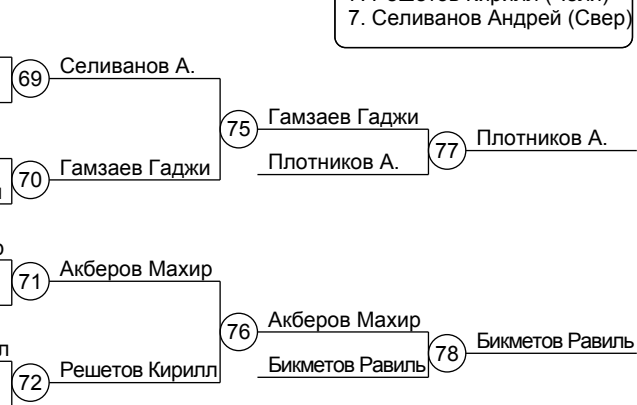 7. Селиванов Андрей (Свер)
69 Селиванов А.
75 Гамзаев Гаджи
77 Плотников А.
70 Гамзаев Гаджи
Плотников А.
71 Акберов Махир
76 Акберов Махир
78 Бикметов Равиль
72 Решетов Кирилл
Бикметов Равиль